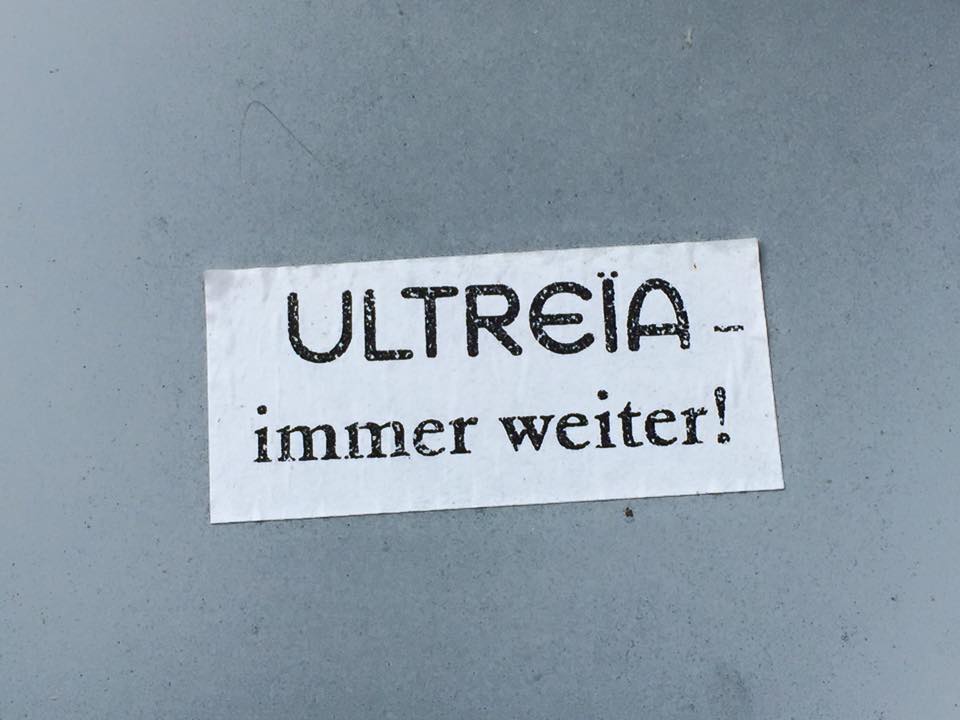 ULTREÏA –
immer weiter!